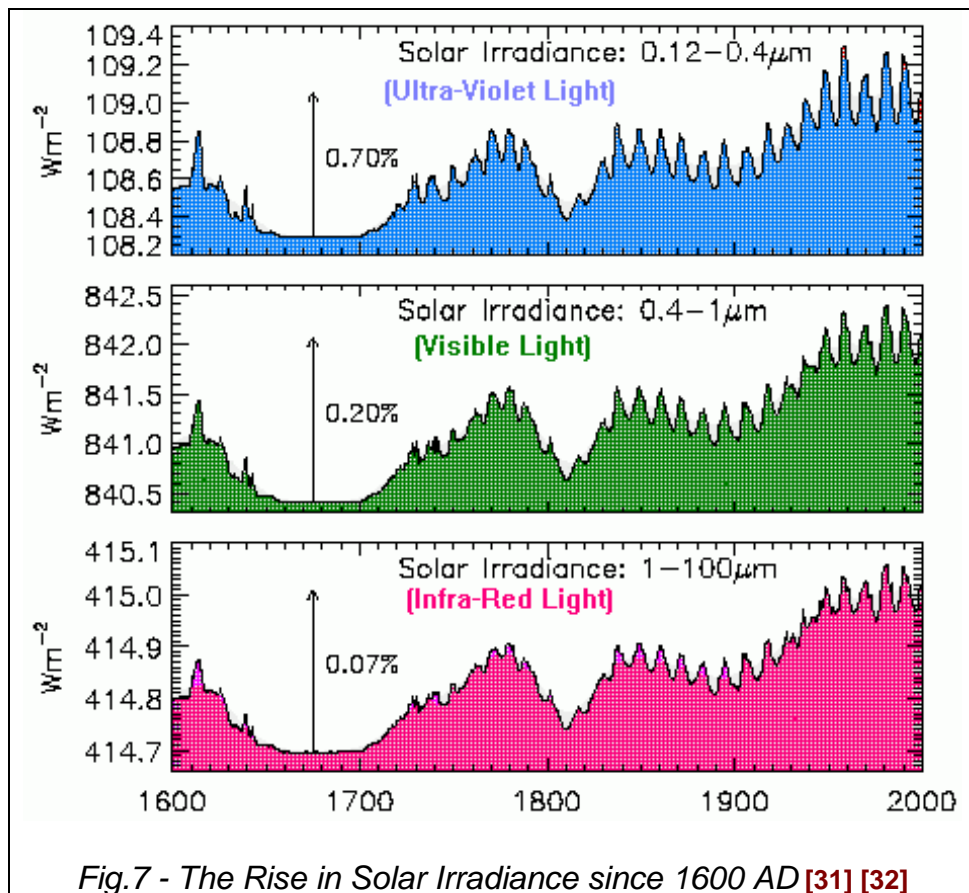 109.4
109.2
109.0
108.8
108.6
108.4
108.2
Wm⁻²
Solar Irradiance: 0.12–0.4μm
(Ultra-Violet Light)
0.70%
842.5
842.0
841.5
841.0
840.5
Wm⁻²
Solar Irradiance: 0.4–1μm
(Visible Light)
0.20%
415.1
415.0
414.9
414.8
414.7
Wm⁻²
Solar Irradiance: 1–100μm
(Infra-Red Light)
0.07%
1600 1700 1800 1900 2000
Fig.7 - The Rise in Solar Irradiance since 1600 AD [31] [32]